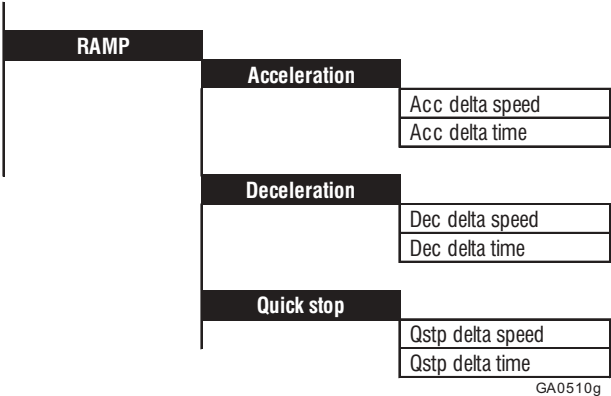 RAMP
Acceleration
Acc delta speed
Acc delta time
Deceleration
Dec delta speed
Dec delta time
Quick stop
Qstp delta speed
Qstp delta time
GA0510g